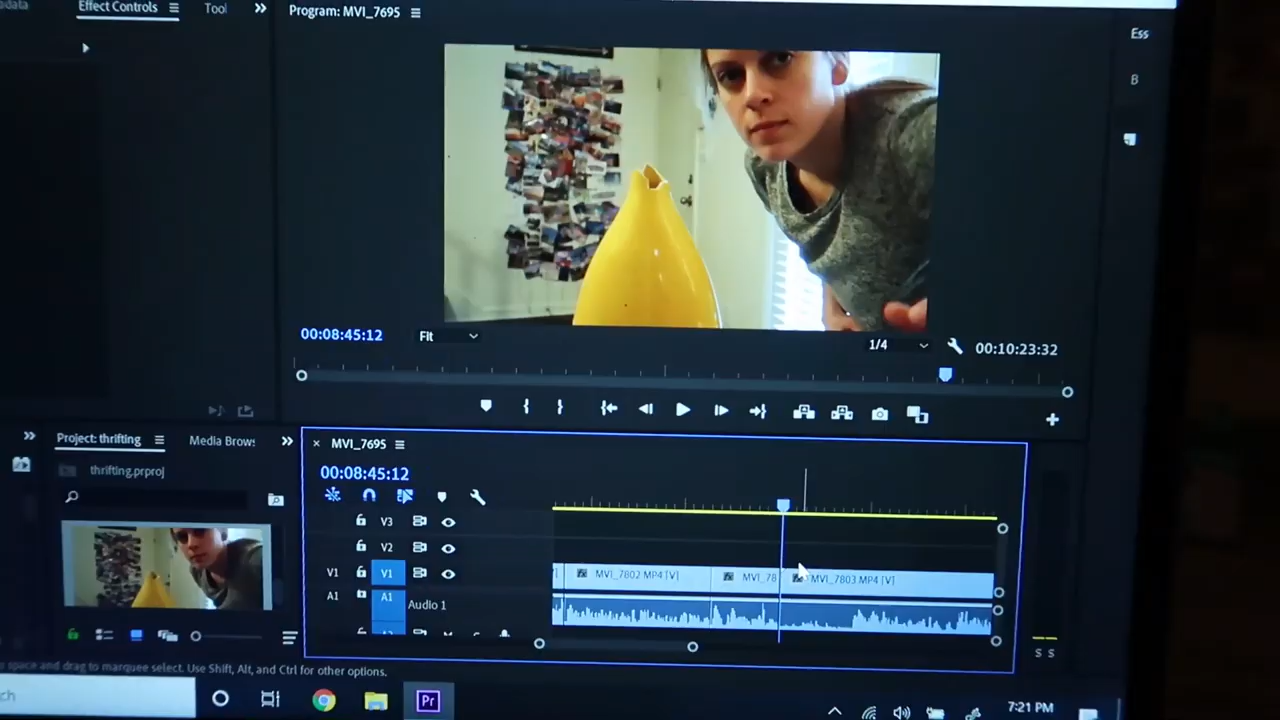 Effect Controls
Tool
Program: MVI_7695
Ess
B
00:08:45:12
Fit
1/4
00:10:23:32
Project: thrifting
Media Brow
MVI_7695
thrifting.prproj
00:08:45:12
V3
V2
V1 V1
MVI_7802 MP4 [V]
MVI_78
MVI_7803 MP4 [V]
A1 A1
Audio 1
S S
space and drag to marquee select. Use Shift, Alt, and Ctrl for other options.
Pr
7:21 PM